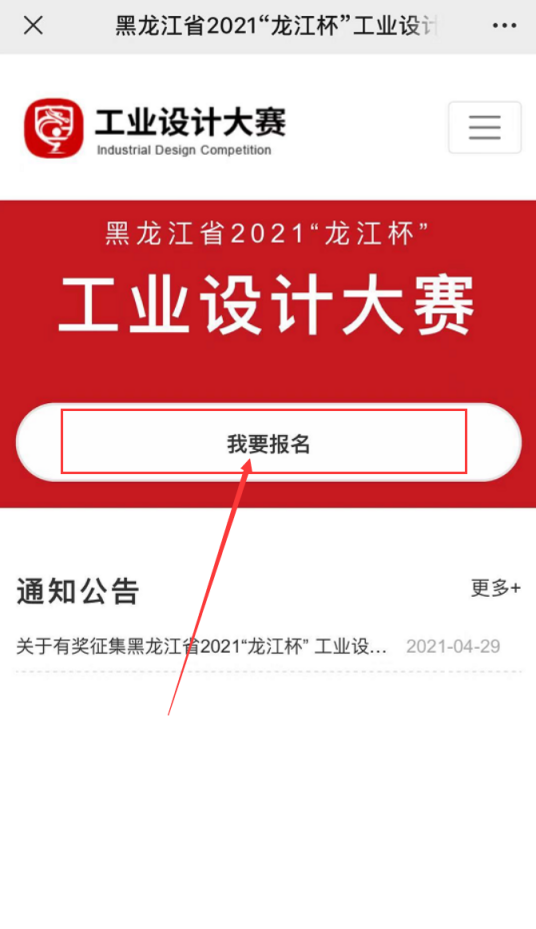 黑龙江省2021“龙江杯”工业设计
工业设计大赛
Industrial Design Competition
黑龙江省2021“龙江杯”
工业设计大赛
我要报名
通知公告
更多+
关于有奖征集黑龙江省2021“龙江杯” 工业设... 2021-04-29